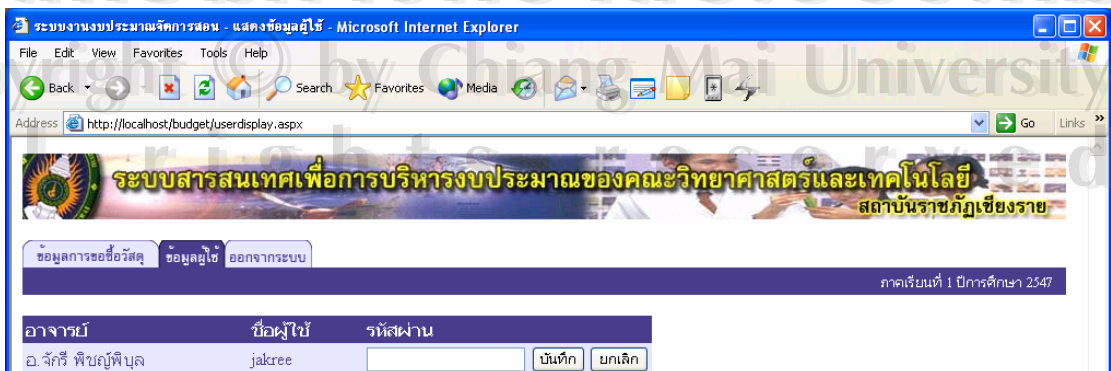 ระบบงานงบประมาณจัดการสอน - แสดงข้อมูลผู้ใช้ - Microsoft Internet Explorer
File Edit View Favorites Tools Help
by Chiang Mai University
Back Search Favorites Media
Address http://localhost/budget/userdisplay.aspx Go Links »
ระบบสารสนเทศเพื่อการบริหารงบประมาณของคณะวิทยาศาสตร์และเทคโนโลยี
สถาบันราชภัฏเชียงราย
ข้อมูลการขอซื้อวัสดุ ข้อมูลผู้ใช้ ออกจากระบบ
ภาคเรียนที่ 1 ปีการศึกษา 2547
อาจารย์ ชื่อผู้ใช้ รหัสผ่าน
อ.จักรี พิชญ์พิบุล jakree บันทึก ยกเลิก